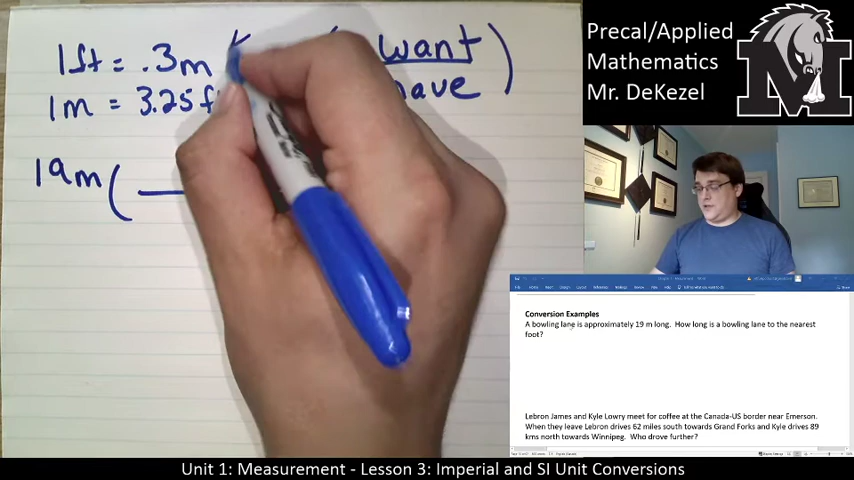 1ft = .3m
1m = 3.25 f
want
have
19m(
)
Precal/Applied
Mathematics
Mr. DeKezel
Conversion Examples
A bowling lane is approximately 19 m long. How long is a bowling lane to the nearest
foot?
Lebron James and Kyle Lowry meet for coffee at the Canada-US border near Emerson.
When they leave Lebron drives 62 miles south towards Grand Forks and Kyle drives 89
kms north towards Winnipeg. Who drove further?
Unit 1: Measurement - Lesson 3: Imperial and SI Unit Conversions